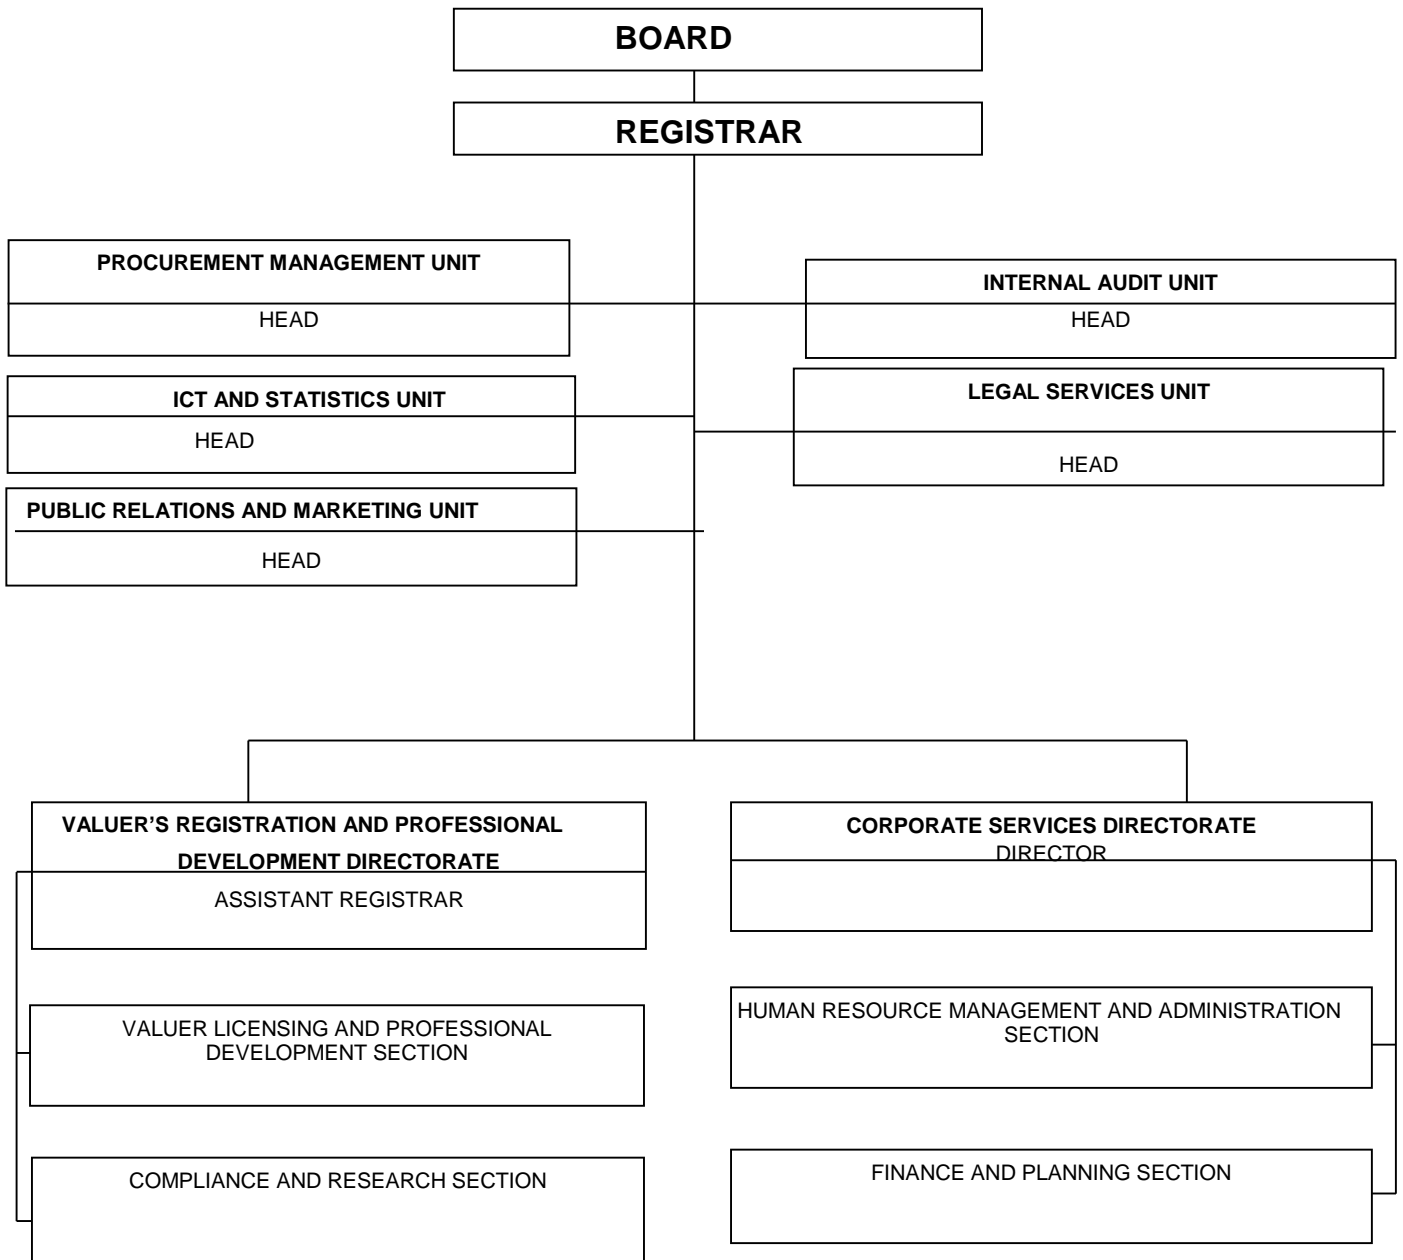 BOARD
REGISTRAR
PROCUREMENT MANAGEMENT UNIT
HEAD
INTERNAL AUDIT UNIT
HEAD
ICT AND STATISTICS UNIT
HEAD
LEGAL SERVICES UNIT
HEAD
PUBLIC RELATIONS AND MARKETING UNIT
HEAD
VALUER’S REGISTRATION AND PROFESSIONAL
DEVELOPMENT DIRECTORATE
ASSISTANT REGISTRAR
CORPORATE SERVICES DIRECTORATE
DIRECTOR
VALUER LICENSING AND PROFESSIONAL
DEVELOPMENT SECTION
HUMAN RESOURCE MANAGEMENT AND ADMINISTRATION
SECTION
COMPLIANCE AND RESEARCH SECTION
FINANCE AND PLANNING SECTION